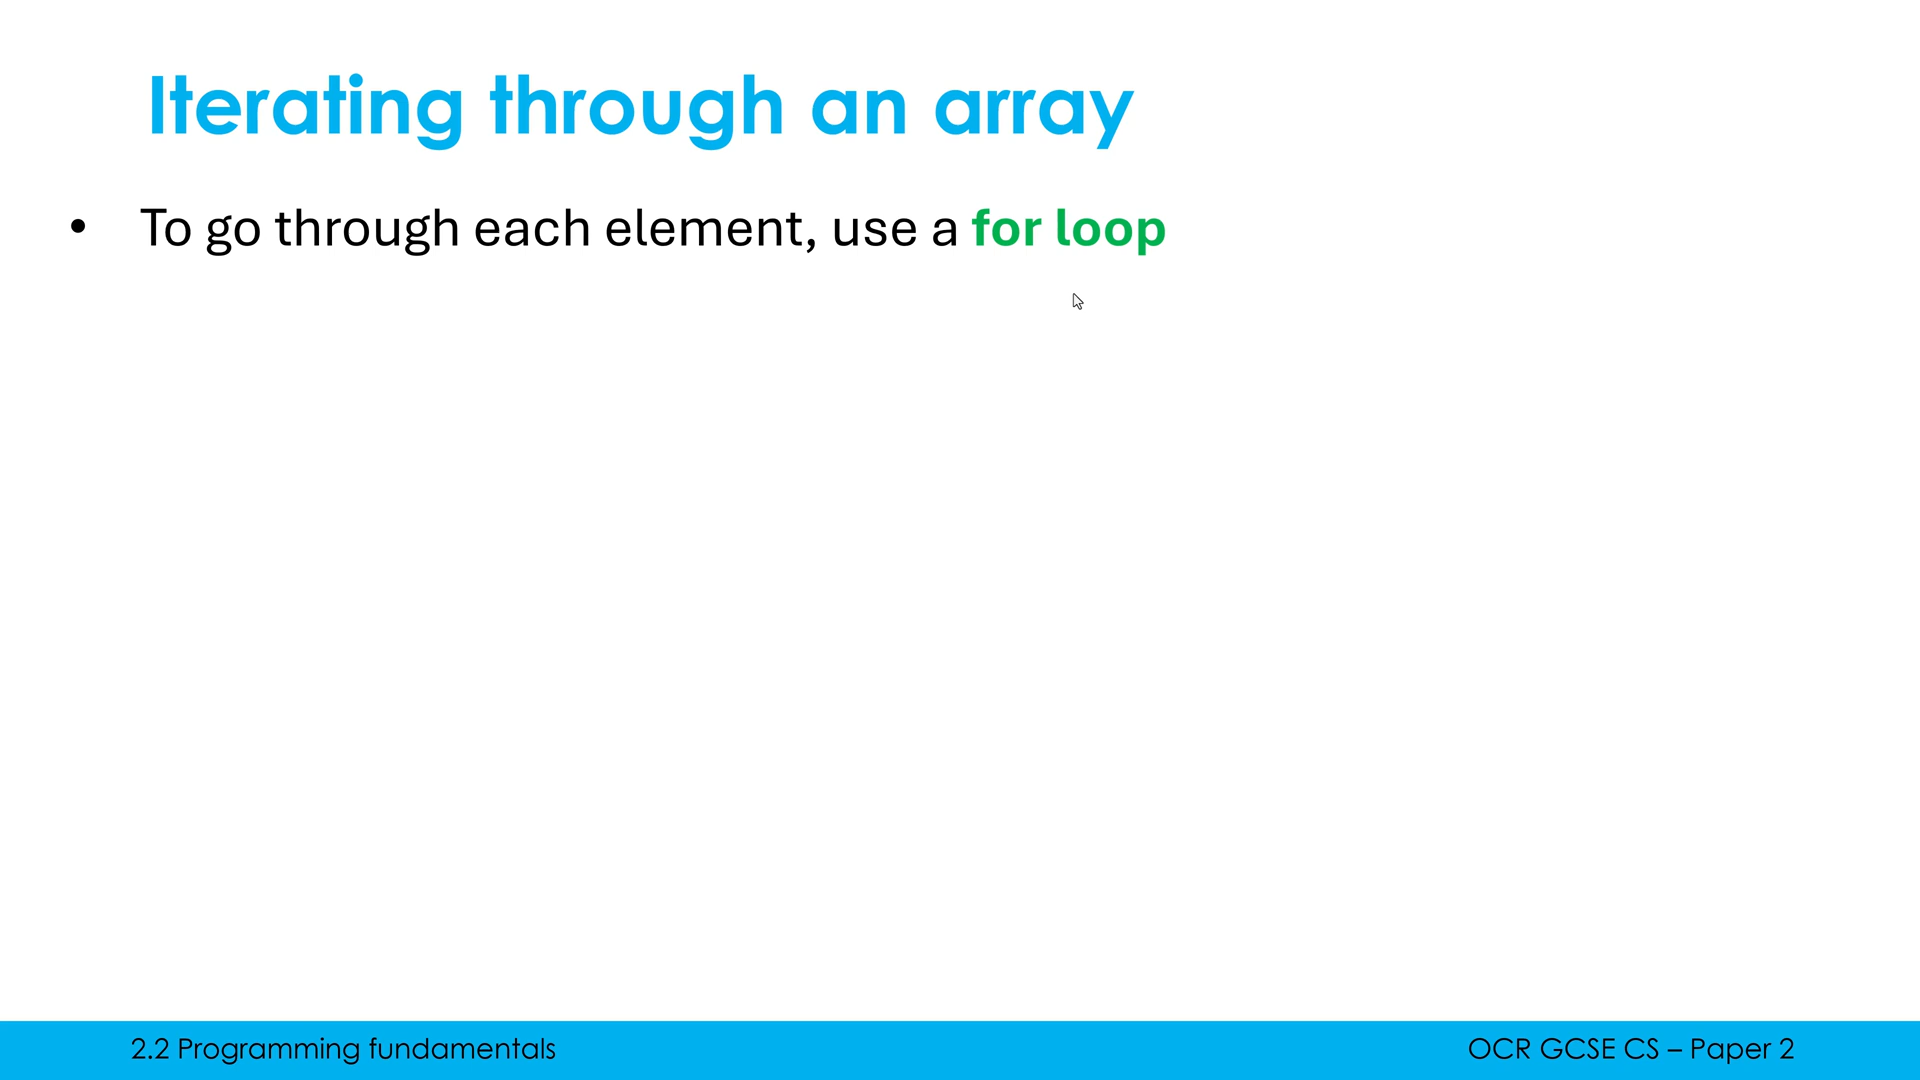 Iterating through an array
• To go through each element, use a for loop
2.2 Programming fundamentals
OCR GCSE CS – Paper 2